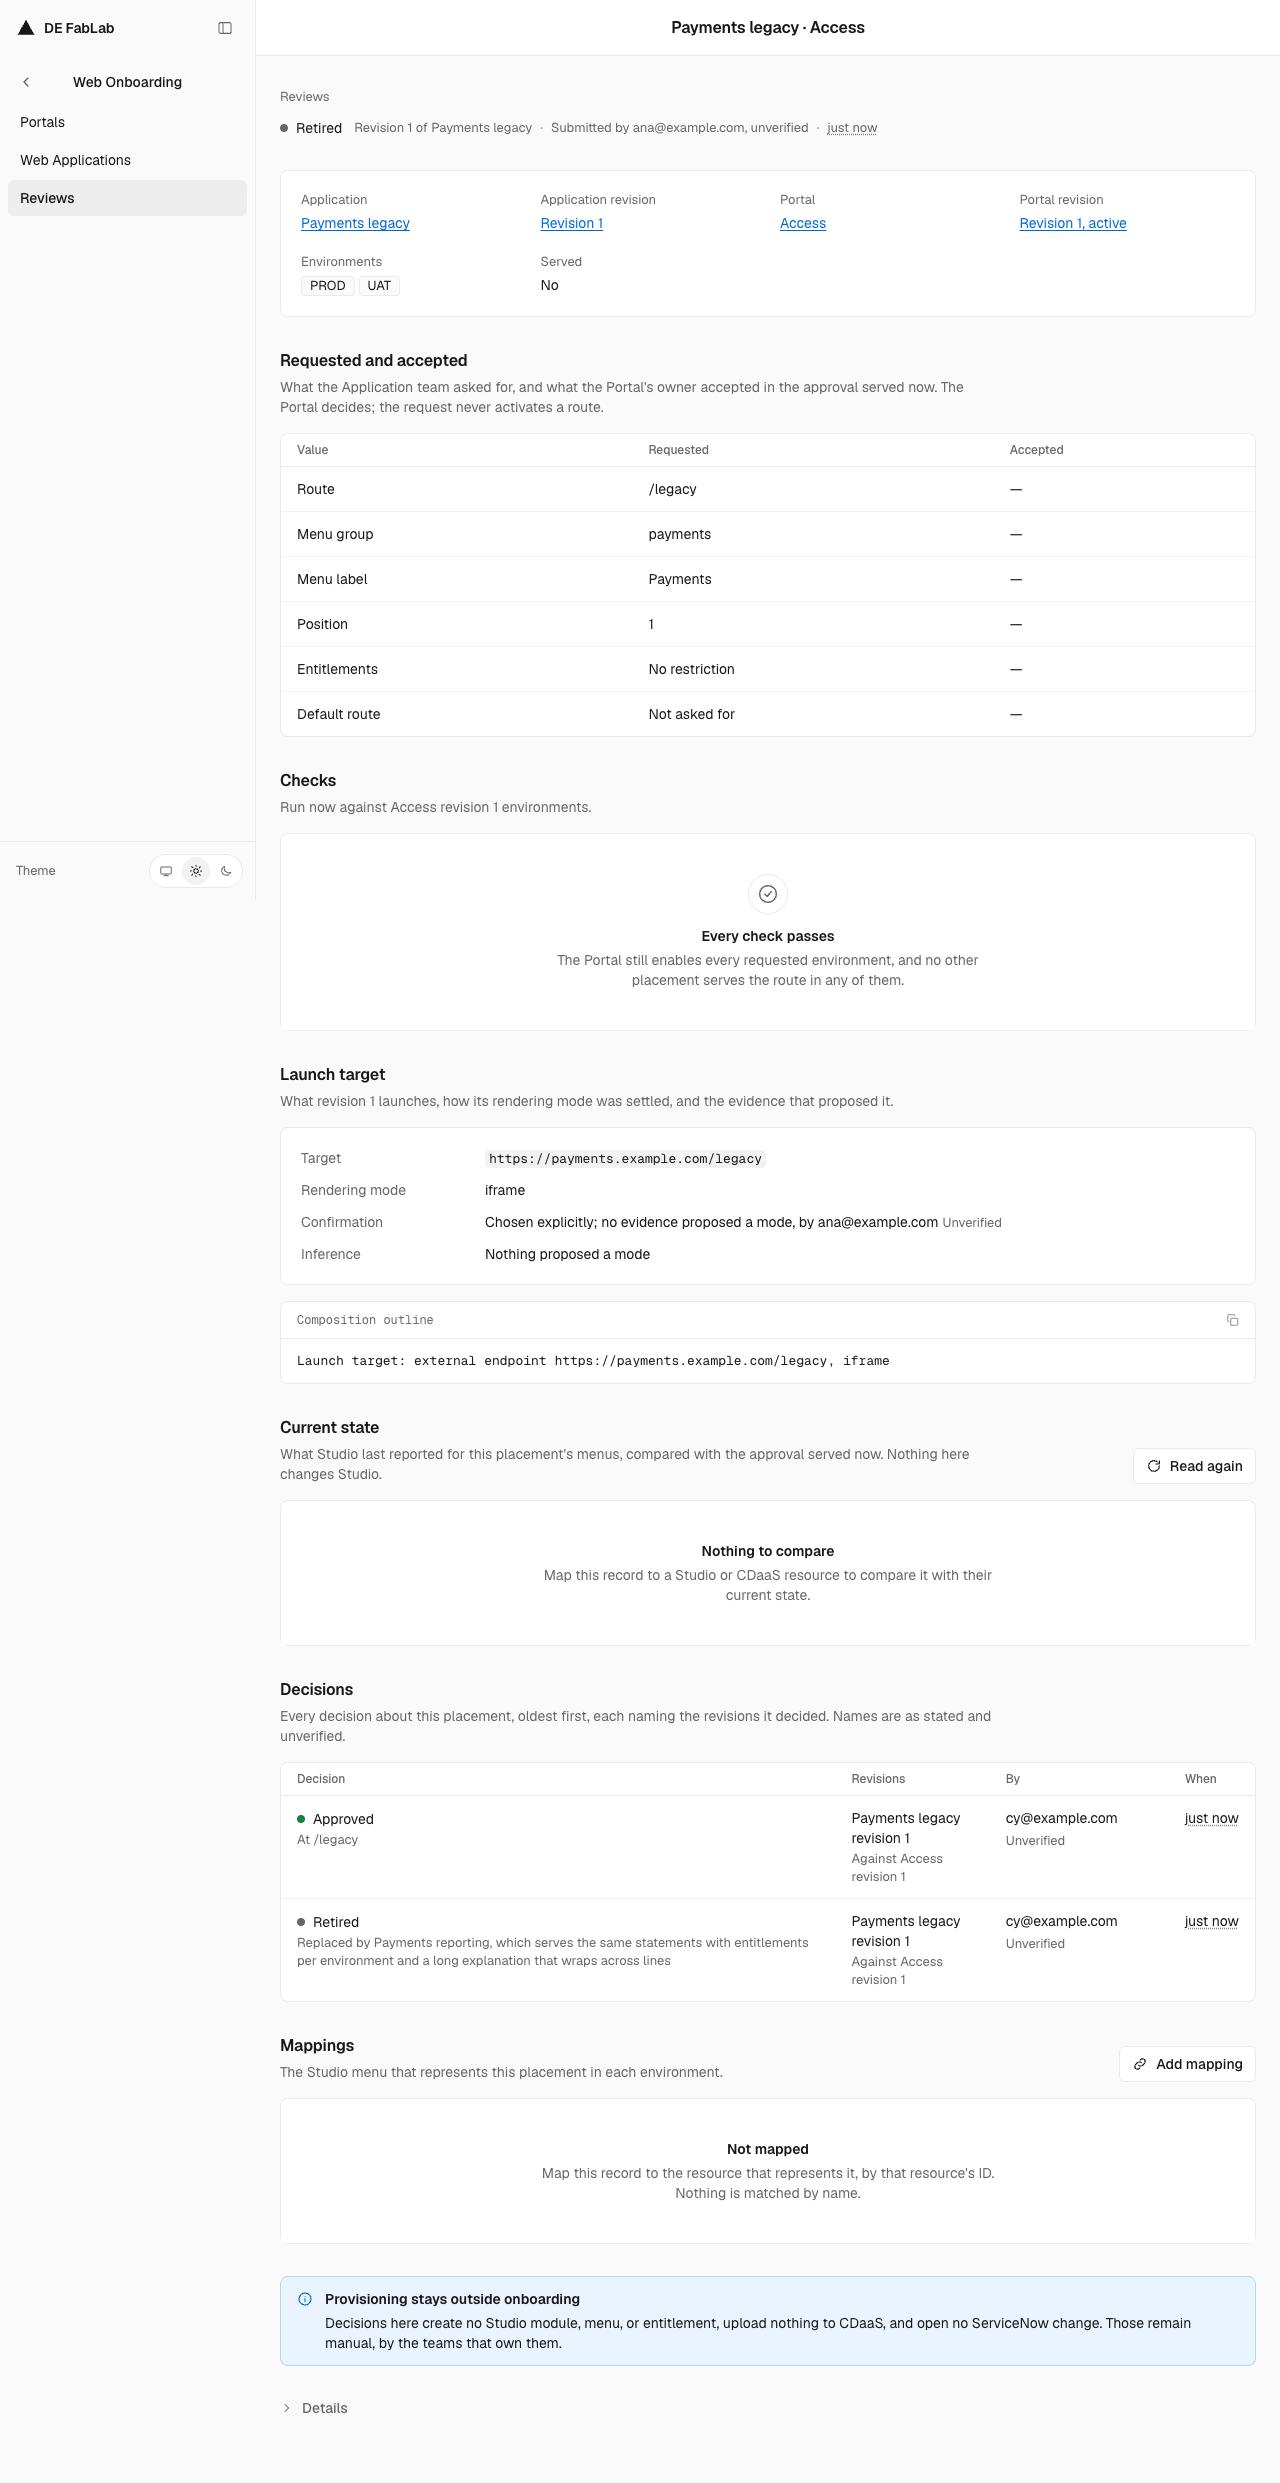 DE FabLab
Payments legacy · Access
Web Onboarding
Portals
Web Applications
Reviews
Theme
Reviews
Retired Revision 1 of Payments legacy · Submitted by ana@example.com, unverified · just now
Application Application revision Portal Portal revision
Payments legacy Revision 1 Access Revision 1, active
Environments Served
PROD UAT No
Requested and accepted
What the Application team asked for, and what the Portal's owner accepted in the approval served now. The
Portal decides; the request never activates a route.
Value Requested Accepted
Route /legacy —
Menu group payments —
Menu label Payments —
Position 1 —
Entitlements No restriction —
Default route Not asked for —
Checks
Run now against Access revision 1 environments.
Every check passes
The Portal still enables every requested environment, and no other
placement serves the route in any of them.
Launch target
What revision 1 launches, how its rendering mode was settled, and the evidence that proposed it.
Target https://payments.example.com/legacy
Rendering mode iframe
Confirmation Chosen explicitly; no evidence proposed a mode, by ana@example.com Unverified
Inference Nothing proposed a mode
Composition outline
Launch target: external endpoint https://payments.example.com/legacy, iframe
Current state
What Studio last reported for this placement's menus, compared with the approval served now. Nothing here
changes Studio.
Read again
Nothing to compare
Map this record to a Studio or CDaaS resource to compare it with their
current state.
Decisions
Every decision about this placement, oldest first, each naming the revisions it decided. Names are as stated and
unverified.
Decision Revisions By When
Approved Payments legacy cy@example.com just now
At /legacy revision 1 Unverified
Against Access
revision 1
Retired Payments legacy cy@example.com just now
Replaced by Payments reporting, which serves the same statements with entitlements revision 1 Unverified
per environment and a long explanation that wraps across lines Against Access
revision 1
Mappings
The Studio menu that represents this placement in each environment.
Add mapping
Not mapped
Map this record to the resource that represents it, by that resource's ID.
Nothing is matched by name.
Provisioning stays outside onboarding
Decisions here create no Studio module, menu, or entitlement, upload nothing to CDaaS, and open no ServiceNow change. Those remain
manual, by the teams that own them.
Details